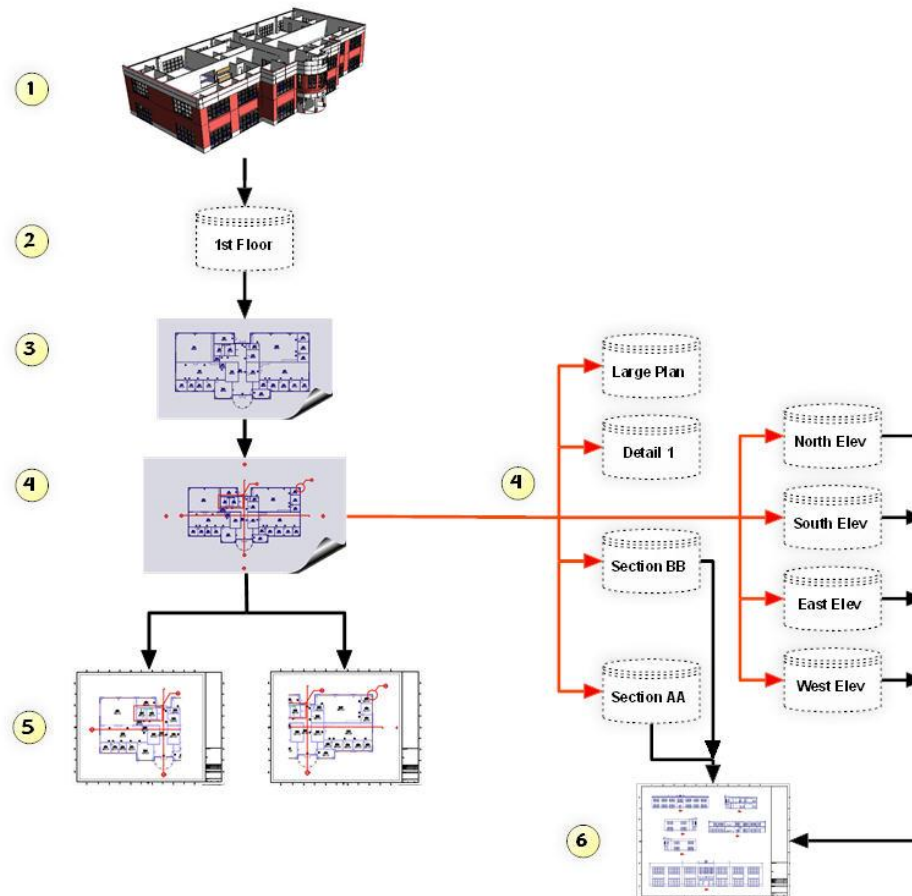 1
2
1st Floor
3
Large Plan
4
4
Detail 1
North Elev
South Elev
Section BB
East Elev
5
Section AA
West Elev
6